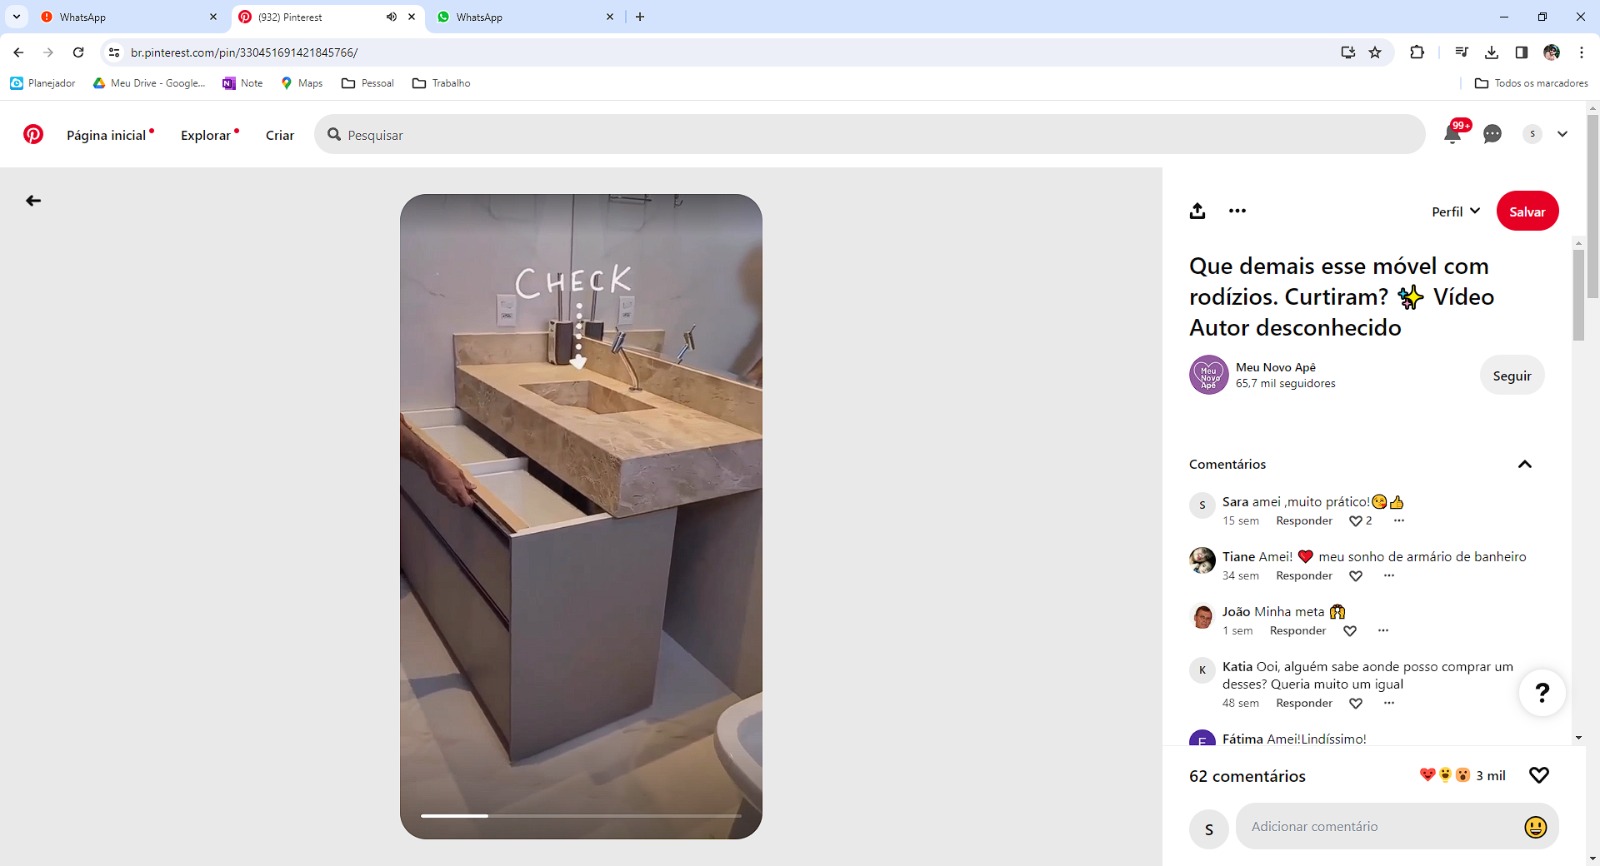 WhatsApp
(932) Pinterest
WhatsApp
br.pinterest.com/pin/330451691421845766/
Planejador
Meu Drive - Google...
Note
Maps
Pessoal
Trabalho
Todos os marcadores
Página inicial
Explorar
Criar
Pesquisar
99+
S
CHECK
Perfil
Salvar
Que demais esse móvel com
rodízios. Curtiram? ✨ Vídeo
Autor desconhecido
Meu Novo Apê
Meu Novo Apê
65,7 mil seguidores
Seguir
Comentários
S
Sara amei ,muito prático!😘👍
15 sem Responder 2 ...
Tiane Amei! ❤️ meu sonho de armário de banheiro
34 sem Responder ...
João Minha meta 🙌
1 sem Responder ...
K
Katia Ooi, alguém sabe aonde posso comprar um
desses? Queria muito um igual
48 sem Responder ...
?
F
Fátima Amei!Lindíssimo!
62 comentários
3 mil
S
Adicionar comentário